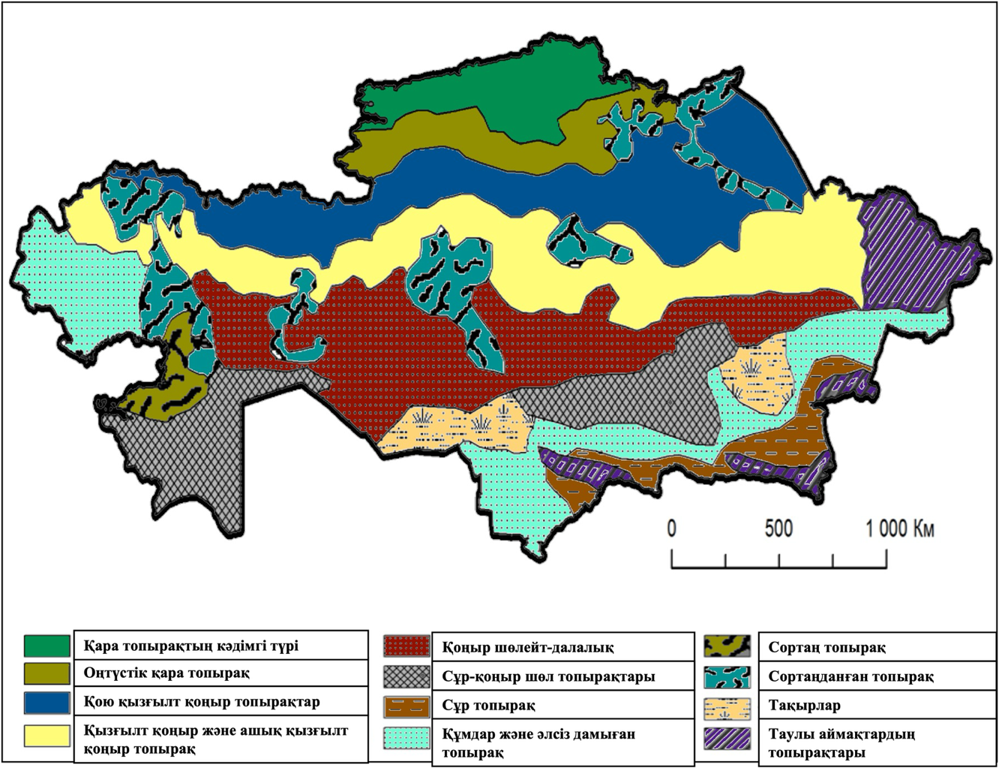 0 500 1 000 Км
Қара топырақтың кәдімгі түрі
Оңтүстік қара топырақ
Қою қызғылт қоңыр топырақтар
Қызғылт қоңыр және ашық қызғылт
қоңыр топырақ
Қоңыр шөлейт-далалық
Сұр-қоңыр шөл топырақтары
Сұр топырақ
Құмдар және әлсіз дамыған
топырақ
Сортаң топырақ
Сортаңданған топырақ
Тақырлар
Таулы аймақтардың
топырақтары